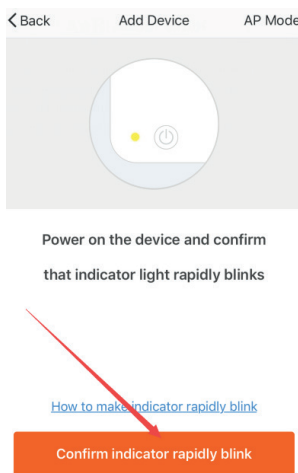 Back Add Device AP Mode
Power on the device and confirm
that indicator light rapidly blinks
How to make indicator rapidly blink
Confirm indicator rapidly blink